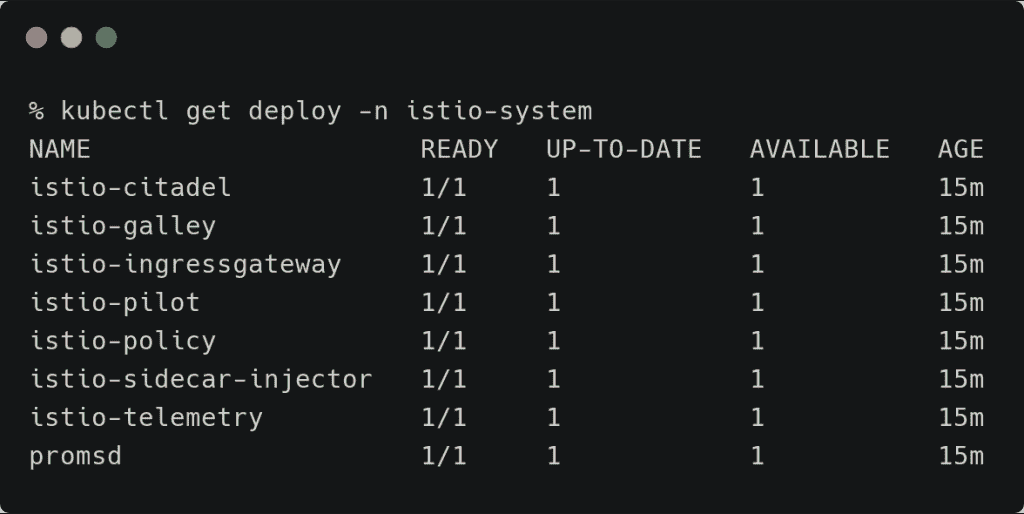 % kubectl get deploy -n istio-system
NAME                     READY   UP-TO-DATE   AVAILABLE   AGE
istio-citadel            1/1     1            1           15m
istio-galley             1/1     1            1           15m
istio-ingressgateway     1/1     1            1           15m
istio-pilot              1/1     1            1           15m
istio-policy             1/1     1            1           15m
istio-sidecar-injector   1/1     1            1           15m
istio-telemetry          1/1     1            1           15m
promsd                   1/1     1            1           15m